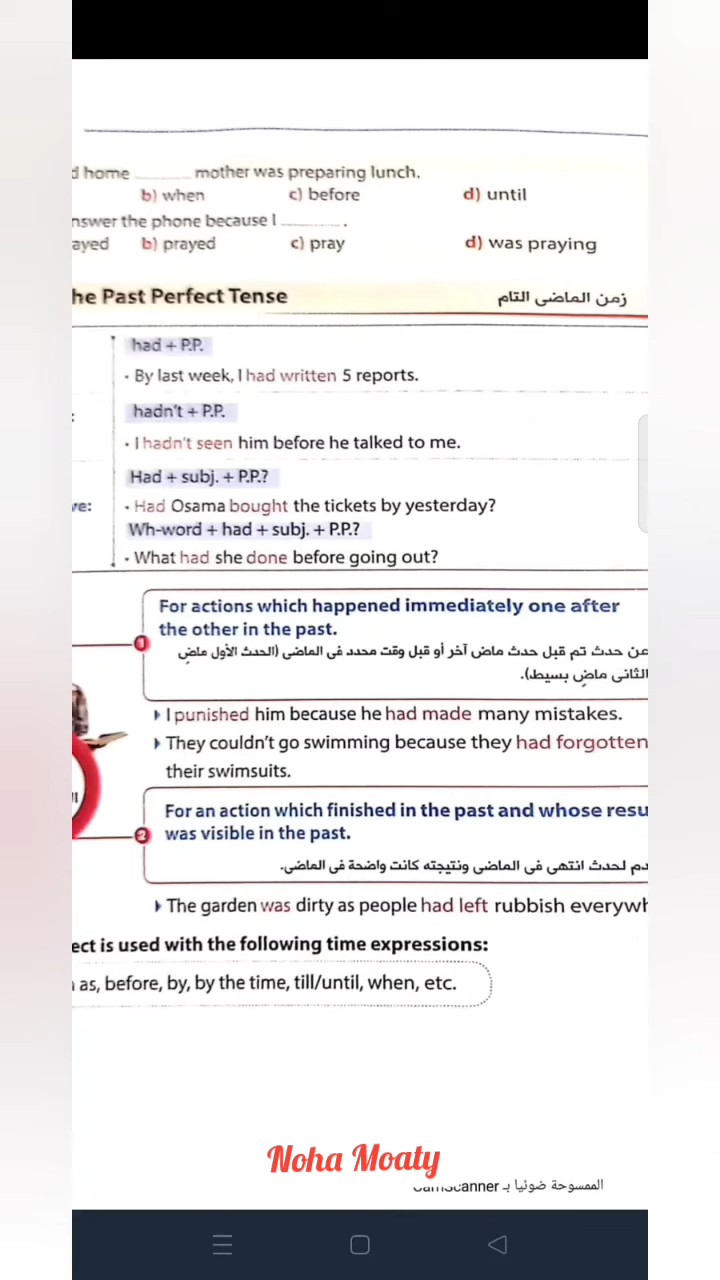 d home ______ mother was preparing lunch.
b) when c) before d) until
nswer the phone because I ______ .
ayed b) prayed c) pray d) was praying
he Past Perfect Tense زمن الماضى التام
had + P.P.
• By last week, I had written 5 reports.
hadn't + P.P.
• I hadn't seen him before he talked to me.
Had + subj. + P.P.?
ve: • Had Osama bought the tickets by yesterday?
Wh-word + had + subj. + P.P.?
• What had she done before going out?
For actions which happened immediately one after
the other in the past.
1
عن حدث تم قبل حدث ماض آخر أو قبل وقت محدد فى الماضى (الحدث الأول ماضٍ
الثانى ماضٍ بسيط).
I punished him because he had made many mistakes.
They couldn't go swimming because they had forgotten
their swimsuits.
For an action which finished in the past and whose resu
2 was visible in the past.
دم لحدث انتهى فى الماضى ونتيجته كانت واضحة فى الماضى.
The garden was dirty as people had left rubbish everywh
ect is used with the following time expressions:
as, before, by, by the time, till/until, when, etc.
Noha Moaty
الممسوحة ضوئيا بـ CamScanner